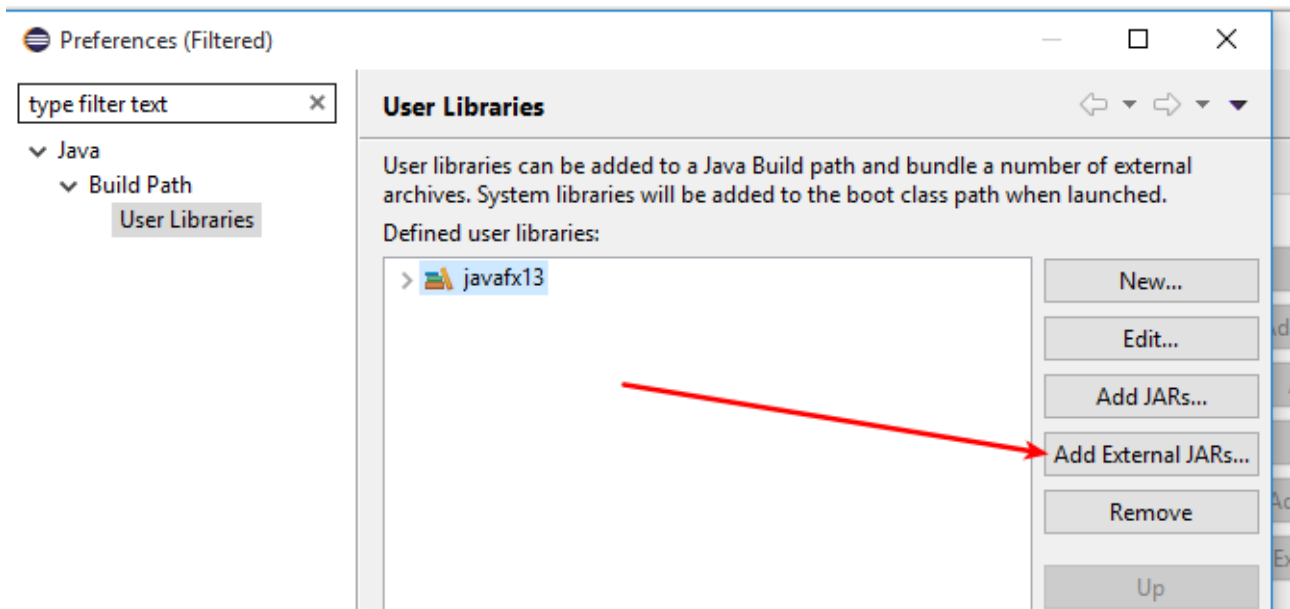 Preferences (Filtered)
type filter text
Java
Build Path
User Libraries
User Libraries
User libraries can be added to a Java Build path and bundle a number of external
archives. System libraries will be added to the boot class path when launched.
Defined user libraries:
javafx13
New...
Edit...
Add JARs...
Add External JARs...
Remove
Up